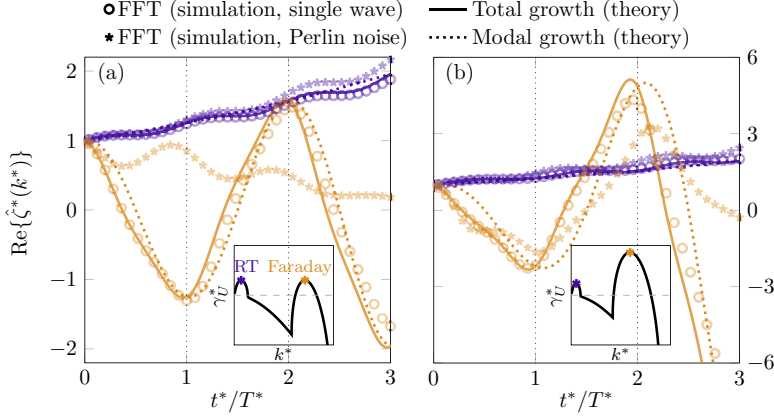 FFT (simulation, single wave) Total growth (theory)
FFT (simulation, Perlin noise) Modal growth (theory)
(a) (b)
2
1
0
−1
−2
Re{ζ̂*(k*)}
6
3
0
−3
−6
RT Faraday
γ*U
k*
γ*U
k*
0 1 2 3
t*/T*
0 1 2 3
t*/T*